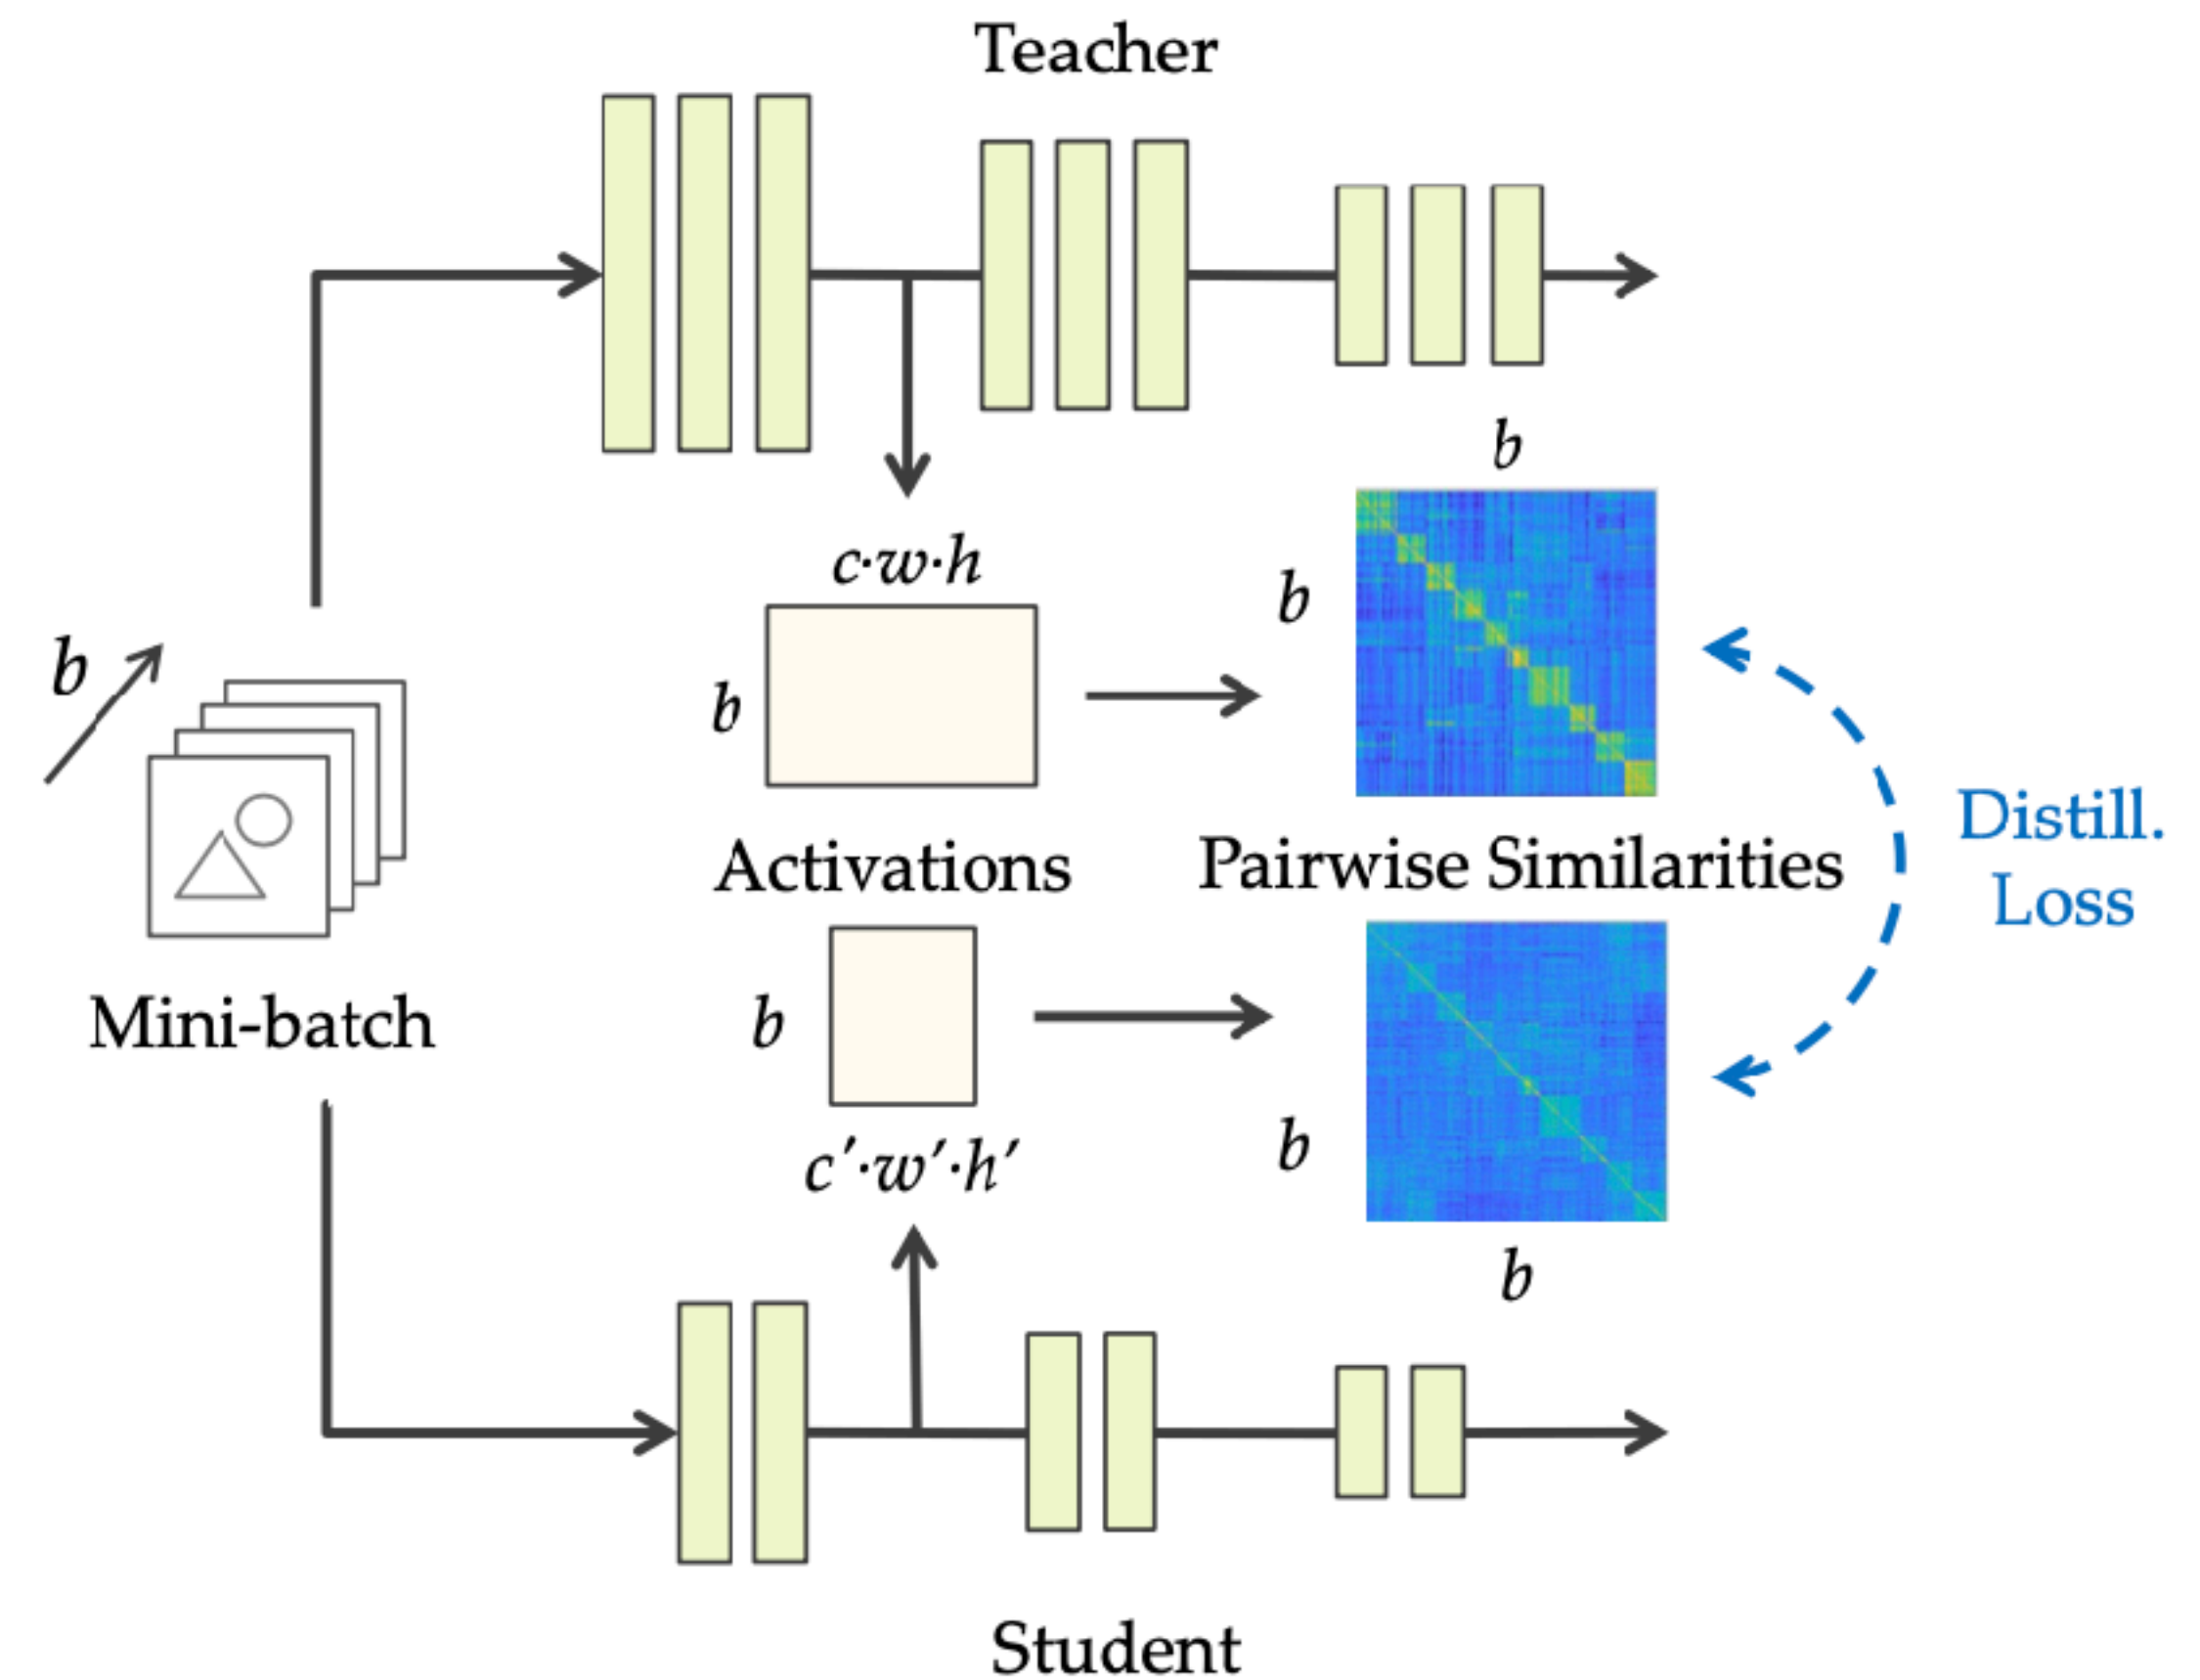 Teacher
b
c·w·h
b
b
b
Activations
Pairwise Similarities
Distill.
Loss
Mini-batch
b
c′·w′·h′
b
b
Student